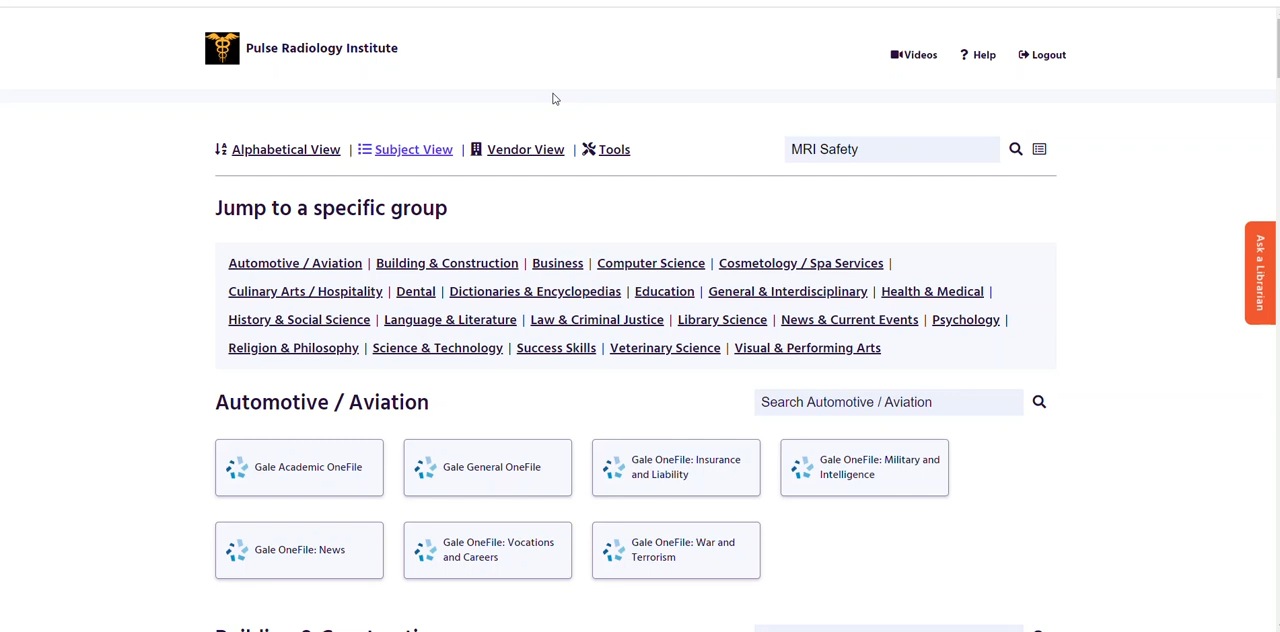 Pulse Radiology Institute
Videos ? Help Logout
Alphabetical View | Subject View | Vendor View | Tools MRI Safety
Jump to a specific group
Automotive / Aviation | Building & Construction | Business | Computer Science | Cosmetology / Spa Services |
Culinary Arts / Hospitality | Dental | Dictionaries & Encyclopedias | Education | General & Interdisciplinary | Health & Medical |
History & Social Science | Language & Literature | Law & Criminal Justice | Library Science | News & Current Events | Psychology |
Religion & Philosophy | Science & Technology | Success Skills | Veterinary Science | Visual & Performing Arts
Ask a Librarian
Automotive / Aviation Search Automotive / Aviation
Gale Academic OneFile
Gale General OneFile
Gale OneFile: Insurance
and Liability
Gale OneFile: Military and
Intelligence
Gale OneFile: News
Gale OneFile: Vocations
and Careers
Gale OneFile: War and
Terrorism